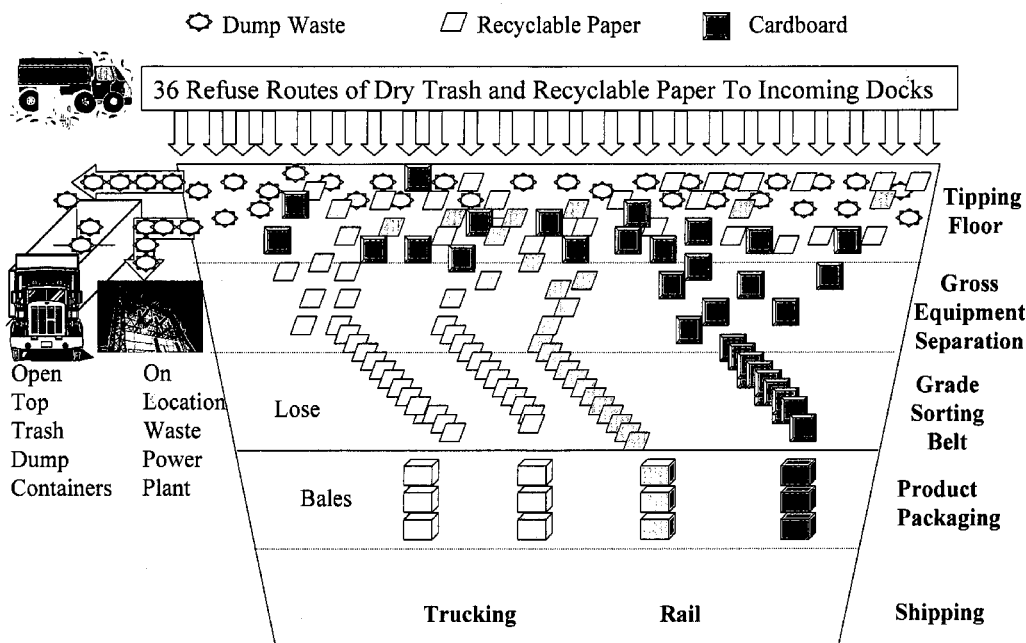 Dump Waste
Recyclable Paper
Cardboard
36 Refuse Routes of Dry Trash and Recyclable Paper To Incoming Docks
Tipping
Floor
Gross
Equipment
Separation
Open
Top
Trash
Dump
Containers
On
Location
Waste
Power
Plant
Lose
Grade
Sorting
Belt
Bales
Product
Packaging
Trucking
Rail
Shipping